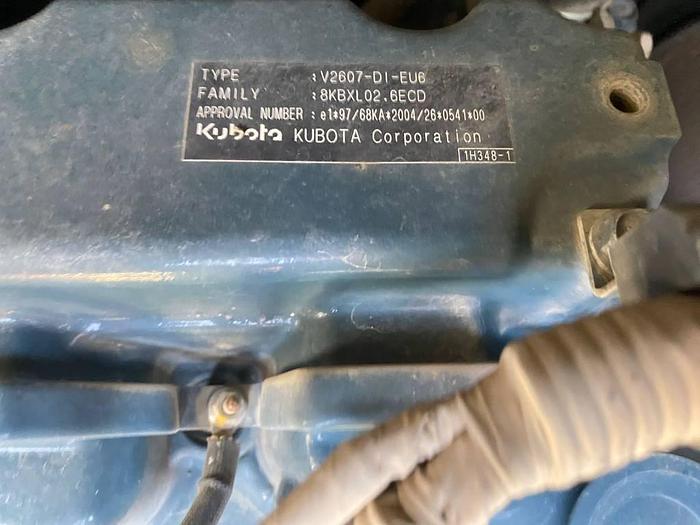 TYPE : V2607-DI-EU6
FAMILY : 8KBXL02.6ECD
APPROVAL NUMBER : e1*97/68KA*2004/26*0541*00
Kubota KUBOTA Corporation
1H348-1